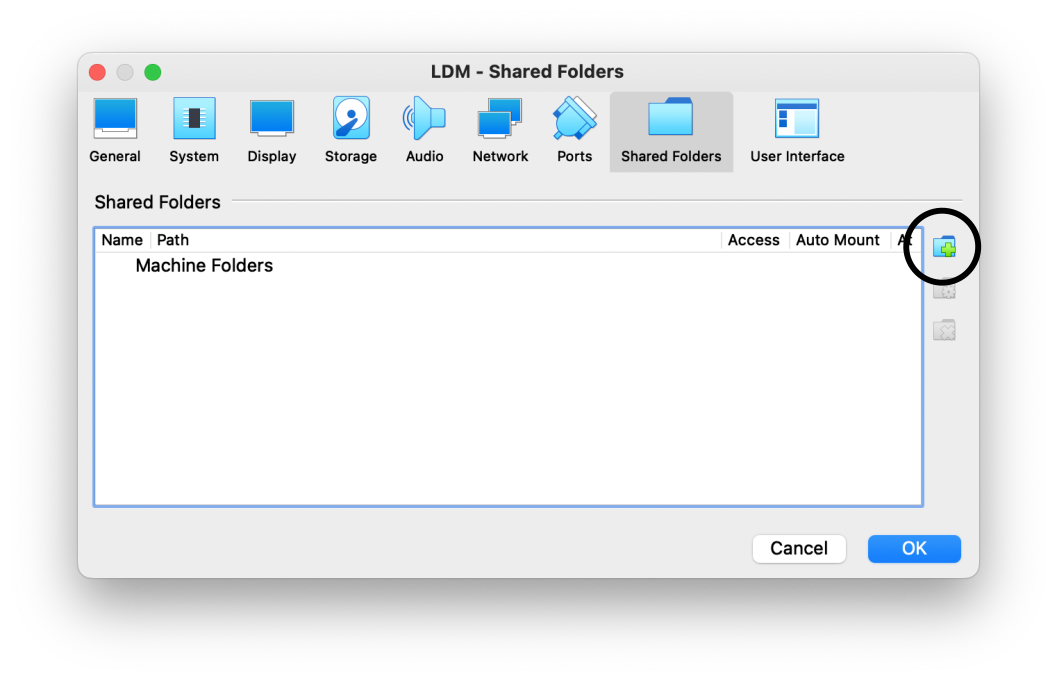 LDM - Shared Folders
General System Display Storage Audio Network Ports Shared Folders User Interface
Shared Folders
Name Path Access Auto Mount At
Machine Folders
Cancel OK